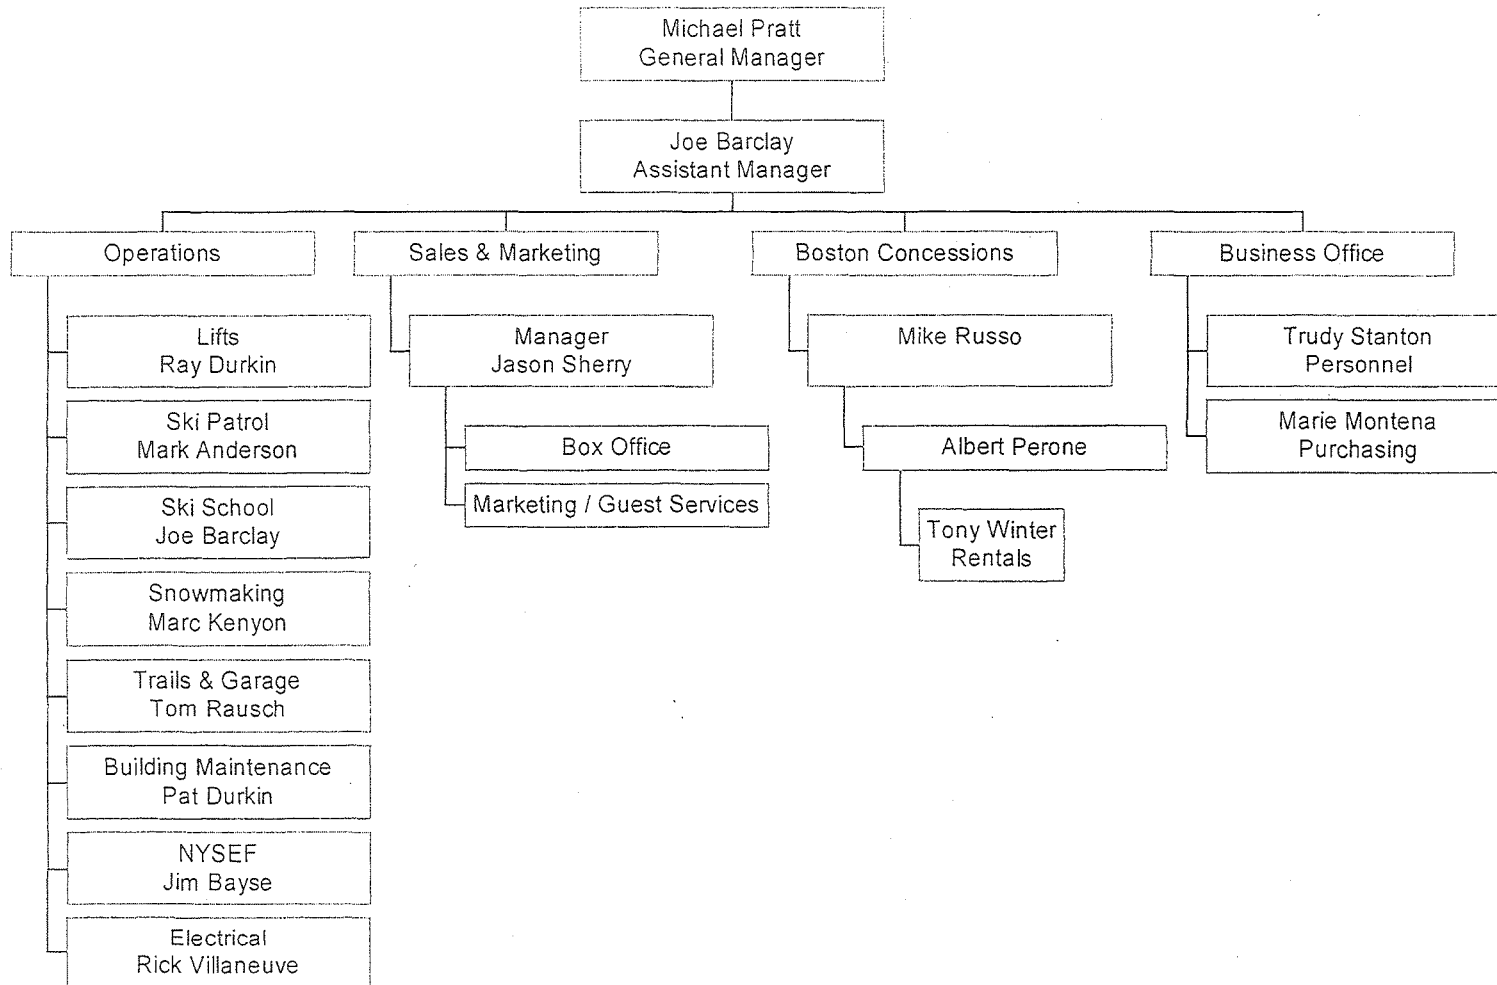 Michael Pratt
General Manager
Joe Barclay
Assistant Manager
Operations
Lifts
Ray Durkin
Ski Patrol
Mark Anderson
Ski School
Joe Barclay
Snowmaking
Marc Kenyon
Trails & Garage
Tom Rausch
Building Maintenance
Pat Durkin
NYSEF
Jim Bayse
Electrical
Rick Villaneuve
Sales & Marketing
Manager
Jason Sherry
Box Office
Marketing / Guest Services
Boston Concessions
Mike Russo
Albert Perone
Tony Winter
Rentals
Business Office
Trudy Stanton
Personnel
Marie Montena
Purchasing